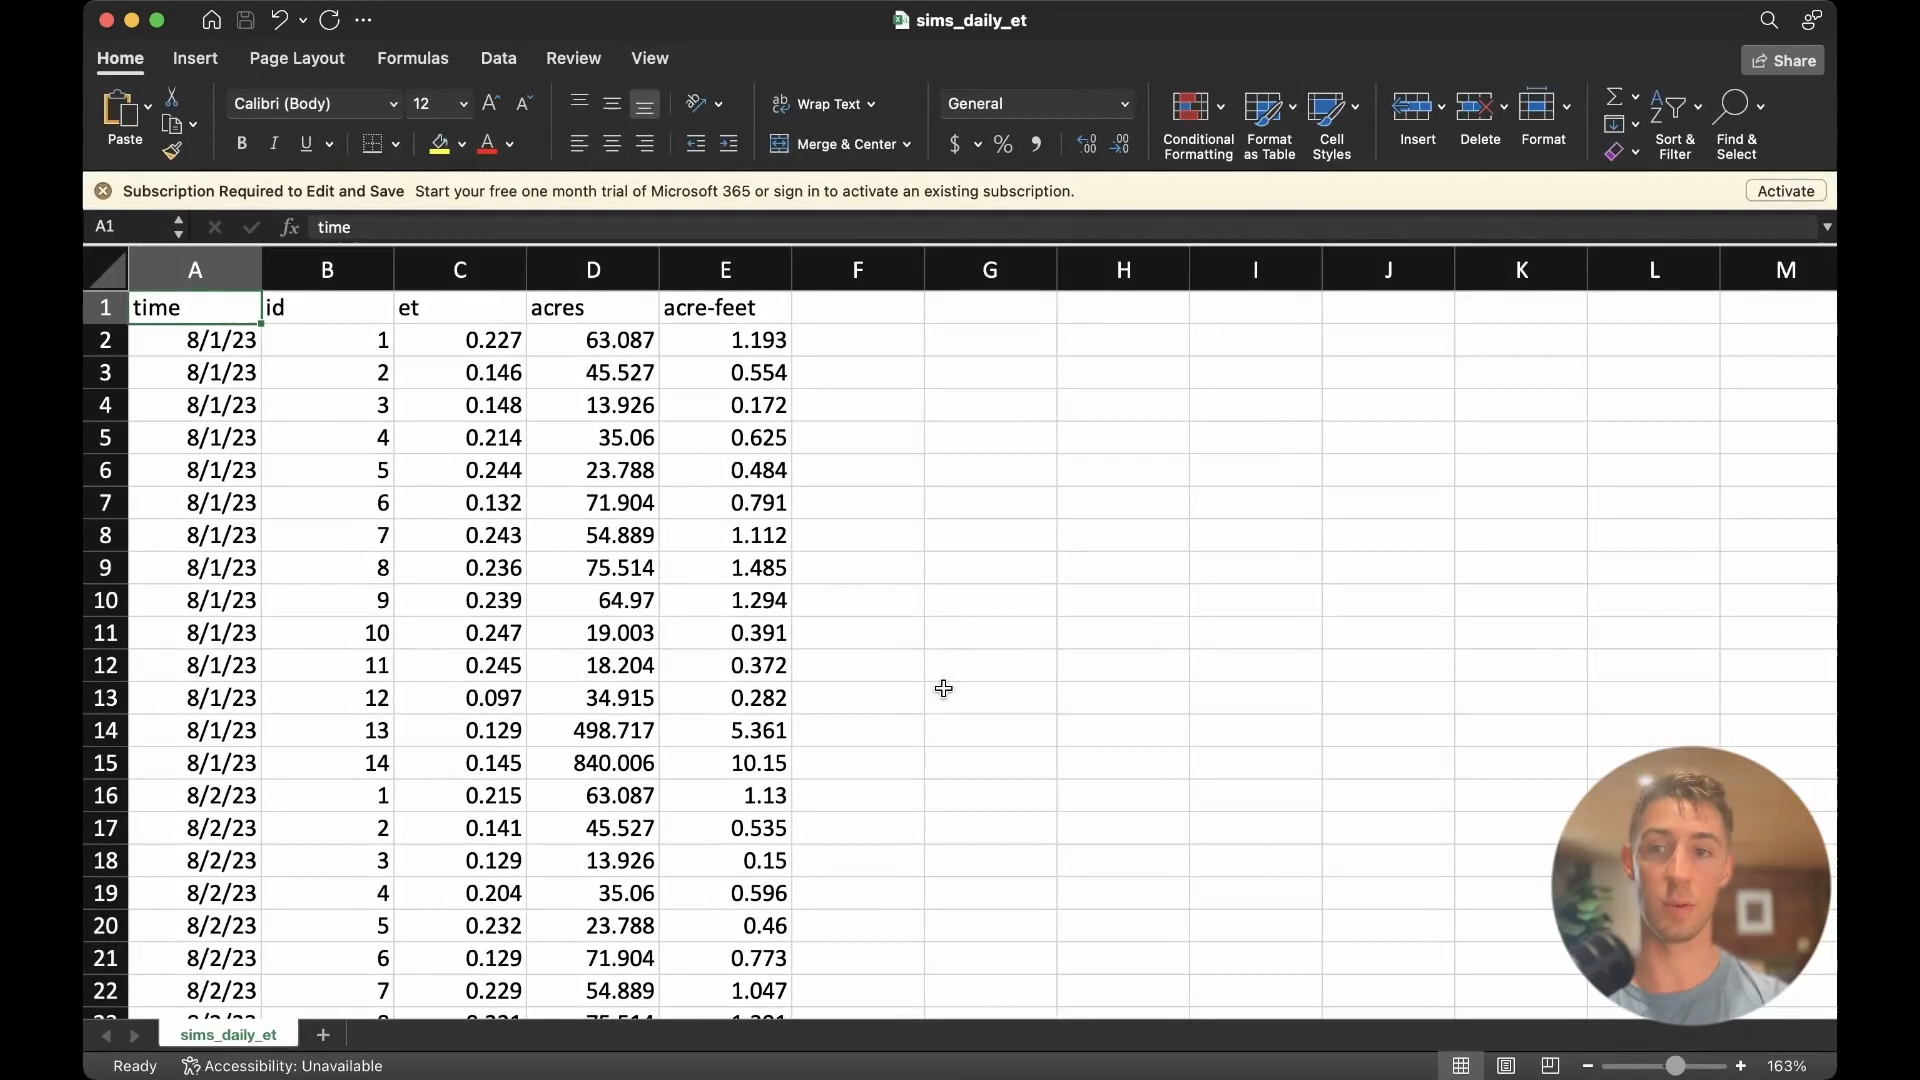 sims_daily_et
Home Insert Page Layout Formulas Data Review View Share
Paste Calibri (Body) 12 Wrap Text General Conditional Formatting Format as Table Cell Styles Insert Delete Format Sort & Filter Find & Select
B I U Merge & Center $ %
Subscription Required to Edit and Save Start your free one month trial of Microsoft 365 or sign in to activate an existing subscription. Activate
A1 fx time
A B C D E F G H I J K L M
1 time id et acres acre-feet
2 8/1/23 1 0.227 63.087 1.193
3 8/1/23 2 0.146 45.527 0.554
4 8/1/23 3 0.148 13.926 0.172
5 8/1/23 4 0.214 35.06 0.625
6 8/1/23 5 0.244 23.788 0.484
7 8/1/23 6 0.132 71.904 0.791
8 8/1/23 7 0.243 54.889 1.112
9 8/1/23 8 0.236 75.514 1.485
10 8/1/23 9 0.239 64.97 1.294
11 8/1/23 10 0.247 19.003 0.391
12 8/1/23 11 0.245 18.204 0.372
13 8/1/23 12 0.097 34.915 0.282
14 8/1/23 13 0.129 498.717 5.361
15 8/1/23 14 0.145 840.006 10.15
16 8/2/23 1 0.215 63.087 1.13
17 8/2/23 2 0.141 45.527 0.535
18 8/2/23 3 0.129 13.926 0.15
19 8/2/23 4 0.204 35.06 0.596
20 8/2/23 5 0.232 23.788 0.46
21 8/2/23 6 0.129 71.904 0.773
22 8/2/23 7 0.229 54.889 1.047
sims_daily_et
Ready Accessibility: Unavailable 163%